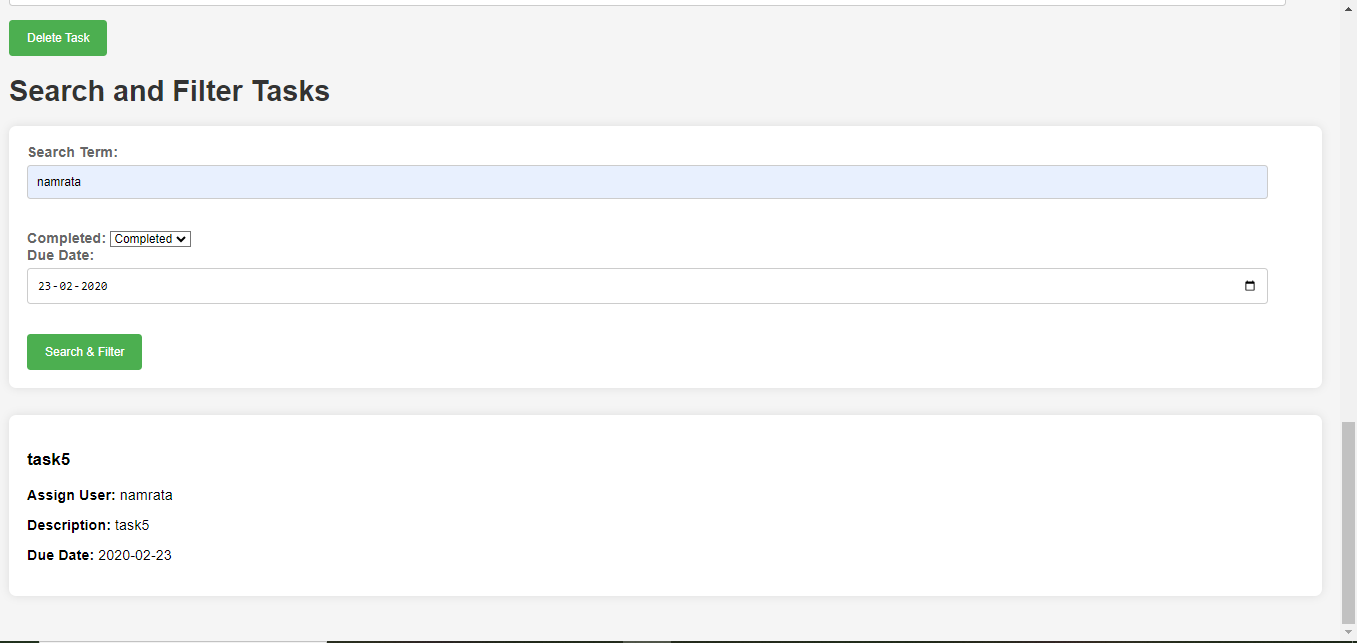 Delete Task
Search and Filter Tasks
Search Term:
namrata
Completed: Completed
Due Date:
23-02-2020
Search & Filter
task5
Assign User: namrata
Description: task5
Due Date: 2020-02-23